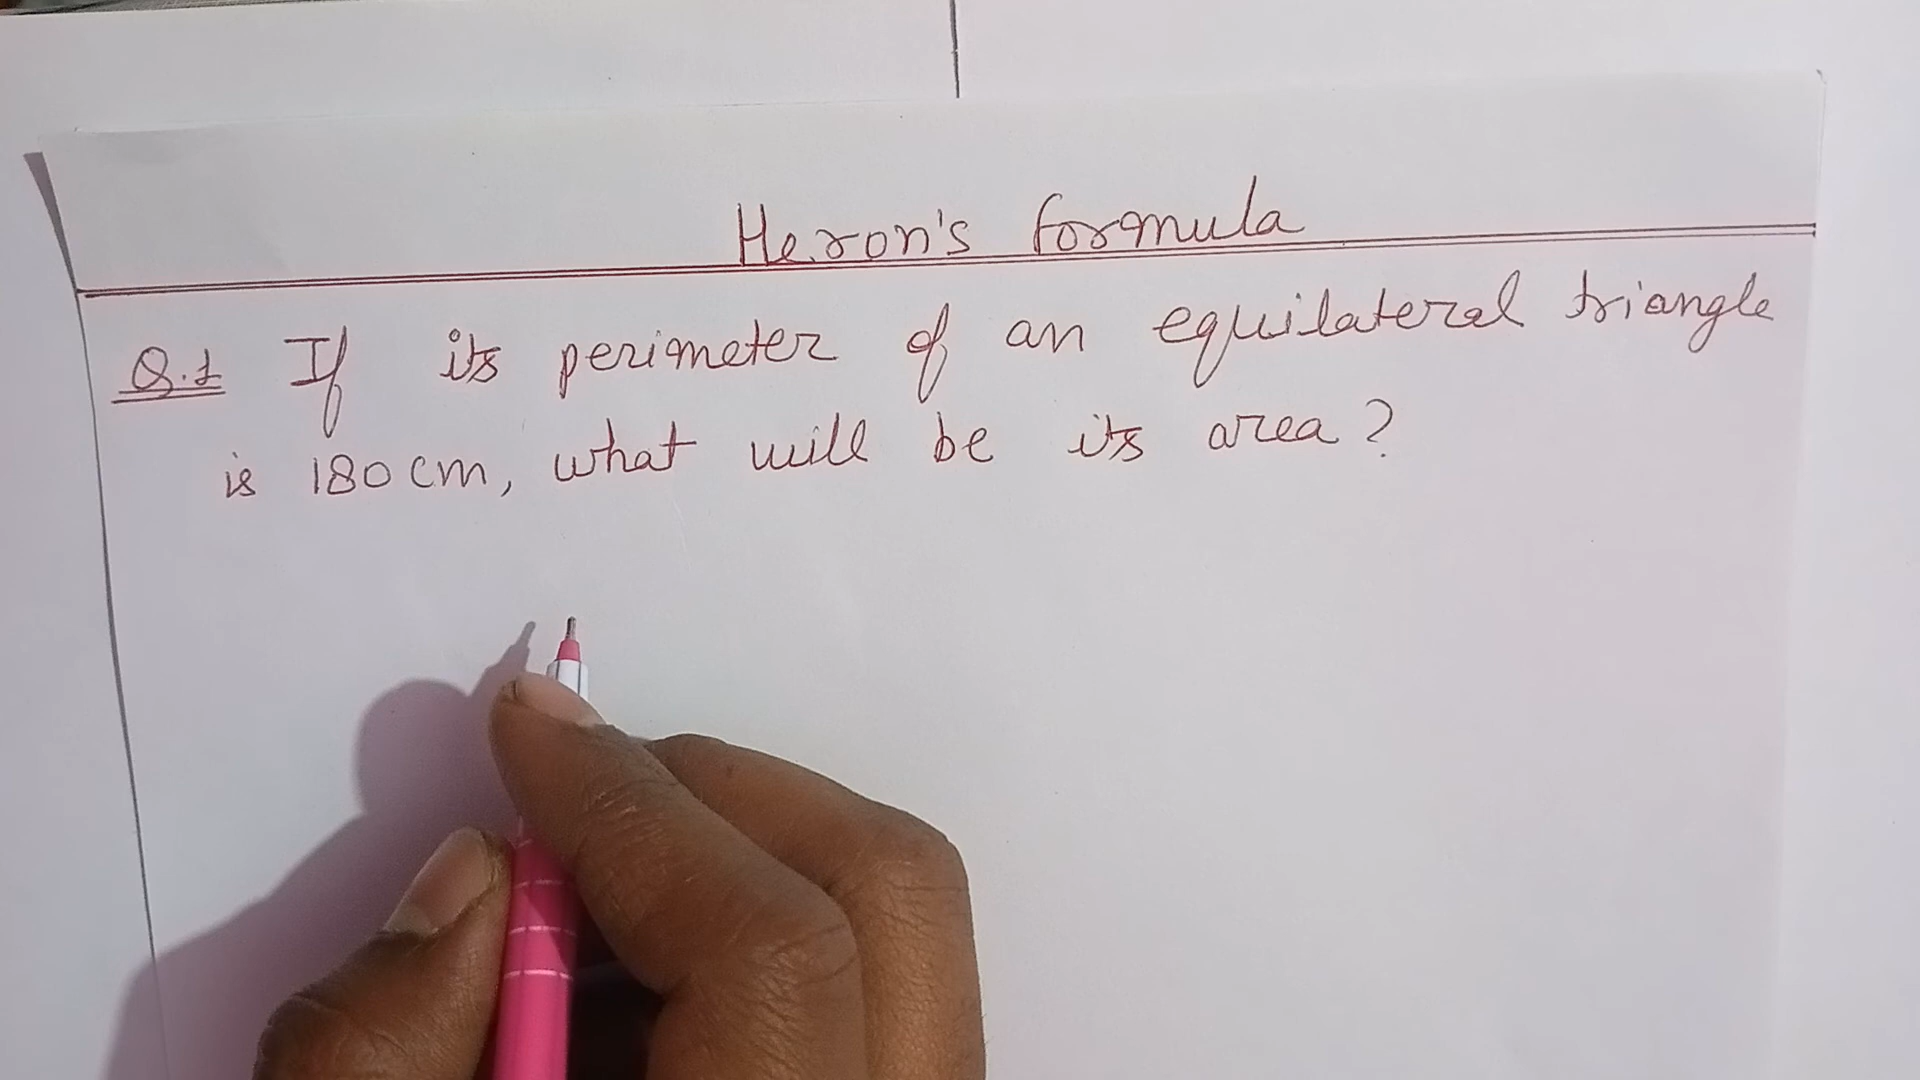 Heron's formula
Q.1 If its perimeter of an equilateral triangle
is 180 cm, what will be its area?